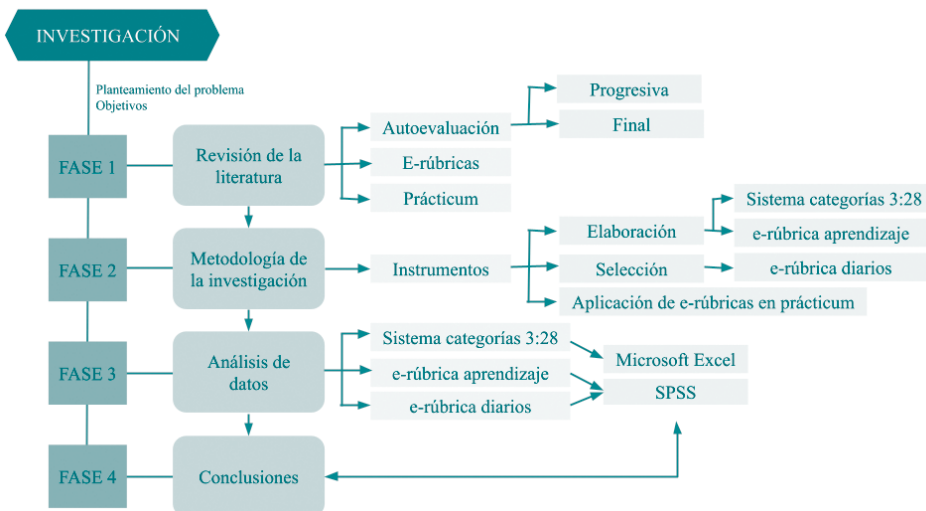 INVESTIGACIÓN
Planteamiento del problema
Objetivos
FASE 1
Revisión de la
literatura
Autoevaluación
Progresiva
Final
E-rúbricas
Prácticum
FASE 2
Metodología de
la investigación
Instrumentos
Elaboración
Sistema categorías 3:28
e-rúbrica aprendizaje
Selección
e-rúbrica diarios
Aplicación de e-rúbricas en prácticum
FASE 3
Análisis de
datos
Sistema categorías 3:28
e-rúbrica aprendizaje
e-rúbrica diarios
Microsoft Excel
SPSS
FASE 4
Conclusiones